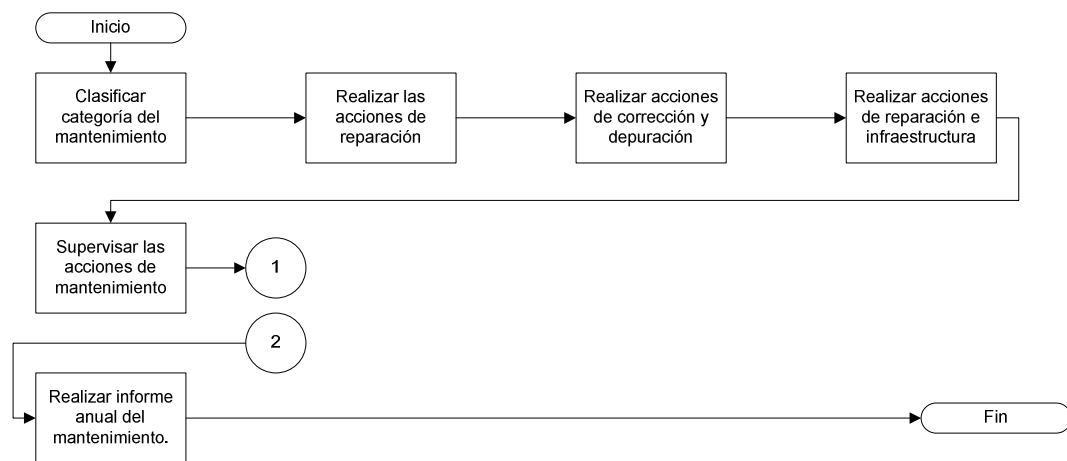 Inicio
Clasificar
categoría del
mantenimiento
Realizar las
acciones de
reparación
Realizar acciones
de corrección y
depuración
Realizar acciones
de reparación e
infraestructura
Supervisar las
acciones de
mantenimiento
1
2
Realizar informe
anual del
mantenimiento.
Fin